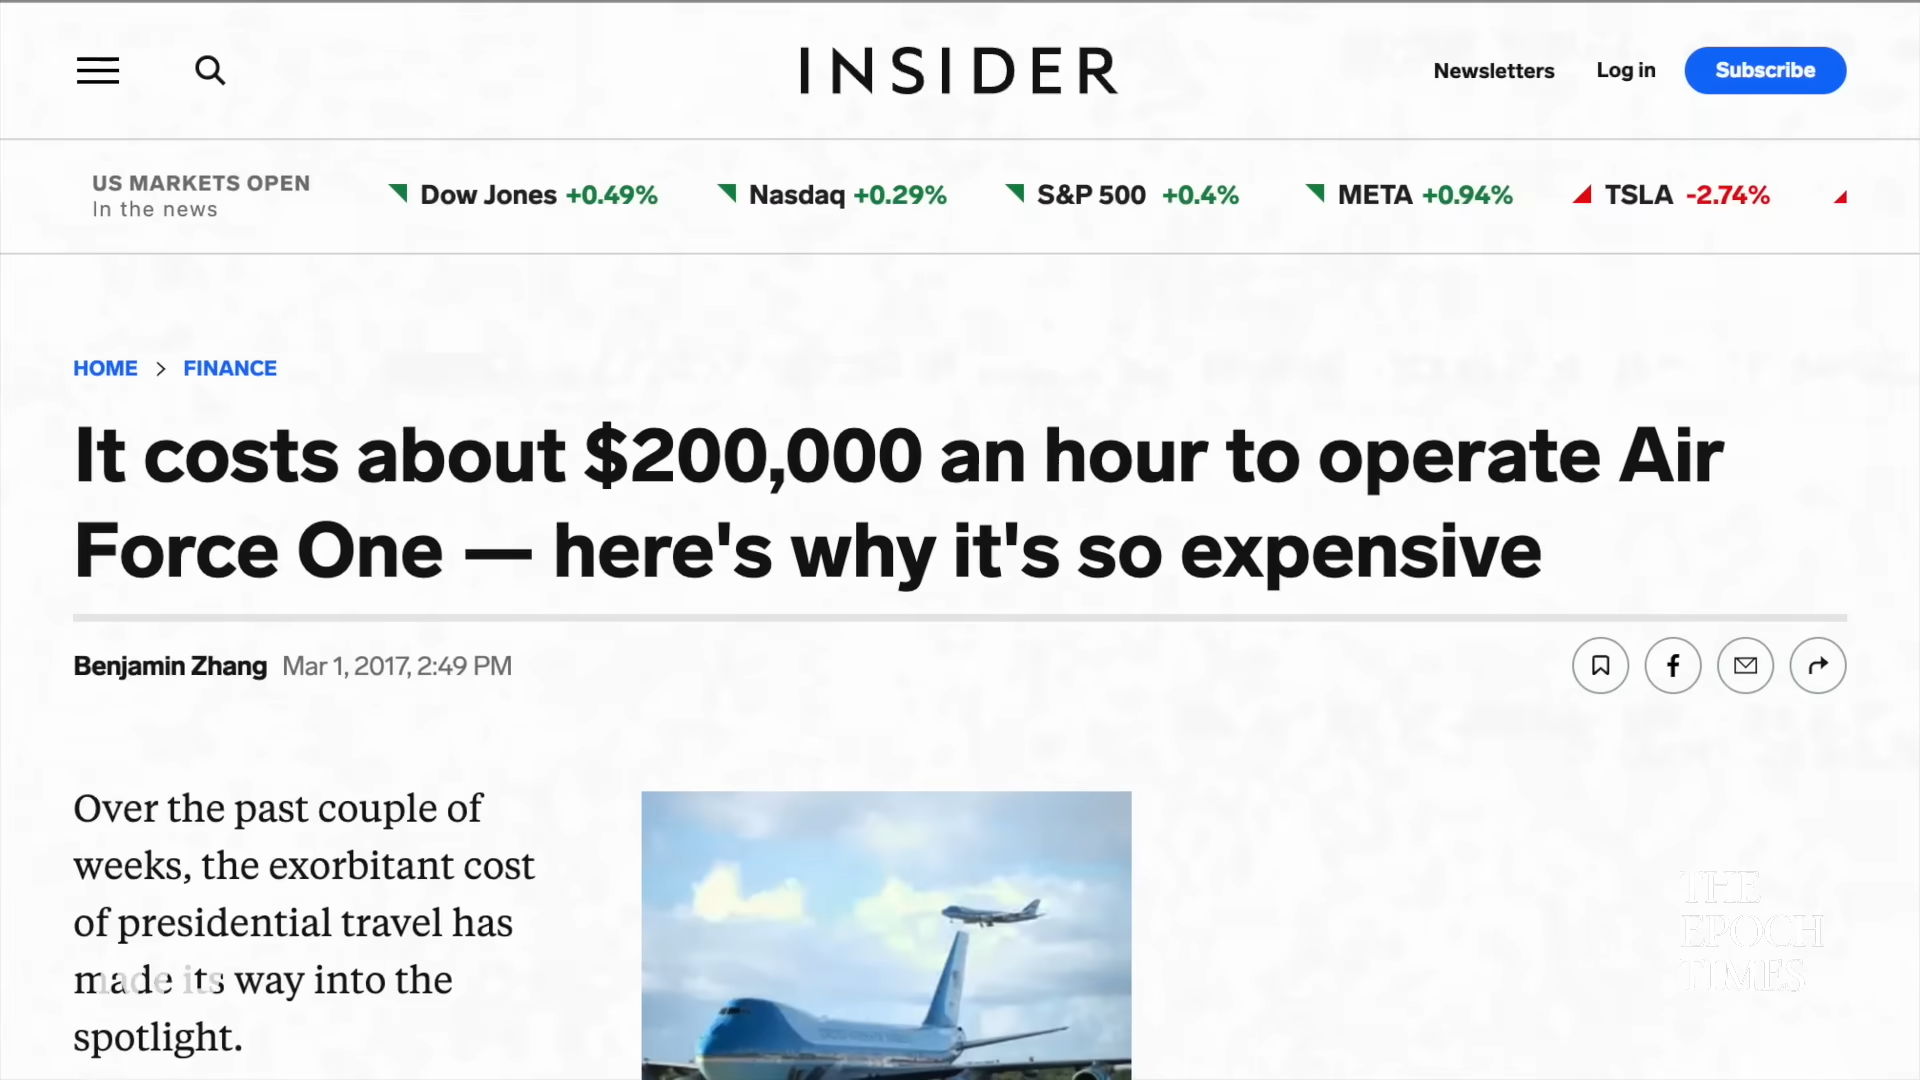 INSIDER
Newsletters
Log in
Subscribe
US MARKETS OPEN
In the news
Dow Jones +0.49%
Nasdaq +0.29%
S&P 500 +0.4%
META +0.94%
TSLA -2.74%
HOME > FINANCE
It costs about $200,000 an hour to operate Air
Force One — here's why it's so expensive
Benjamin Zhang Mar 1, 2017, 2:49 PM
Over the past couple of
weeks, the exorbitant cost
of presidential travel has
made its way into the
spotlight.
THE
EPOCH
TIMES